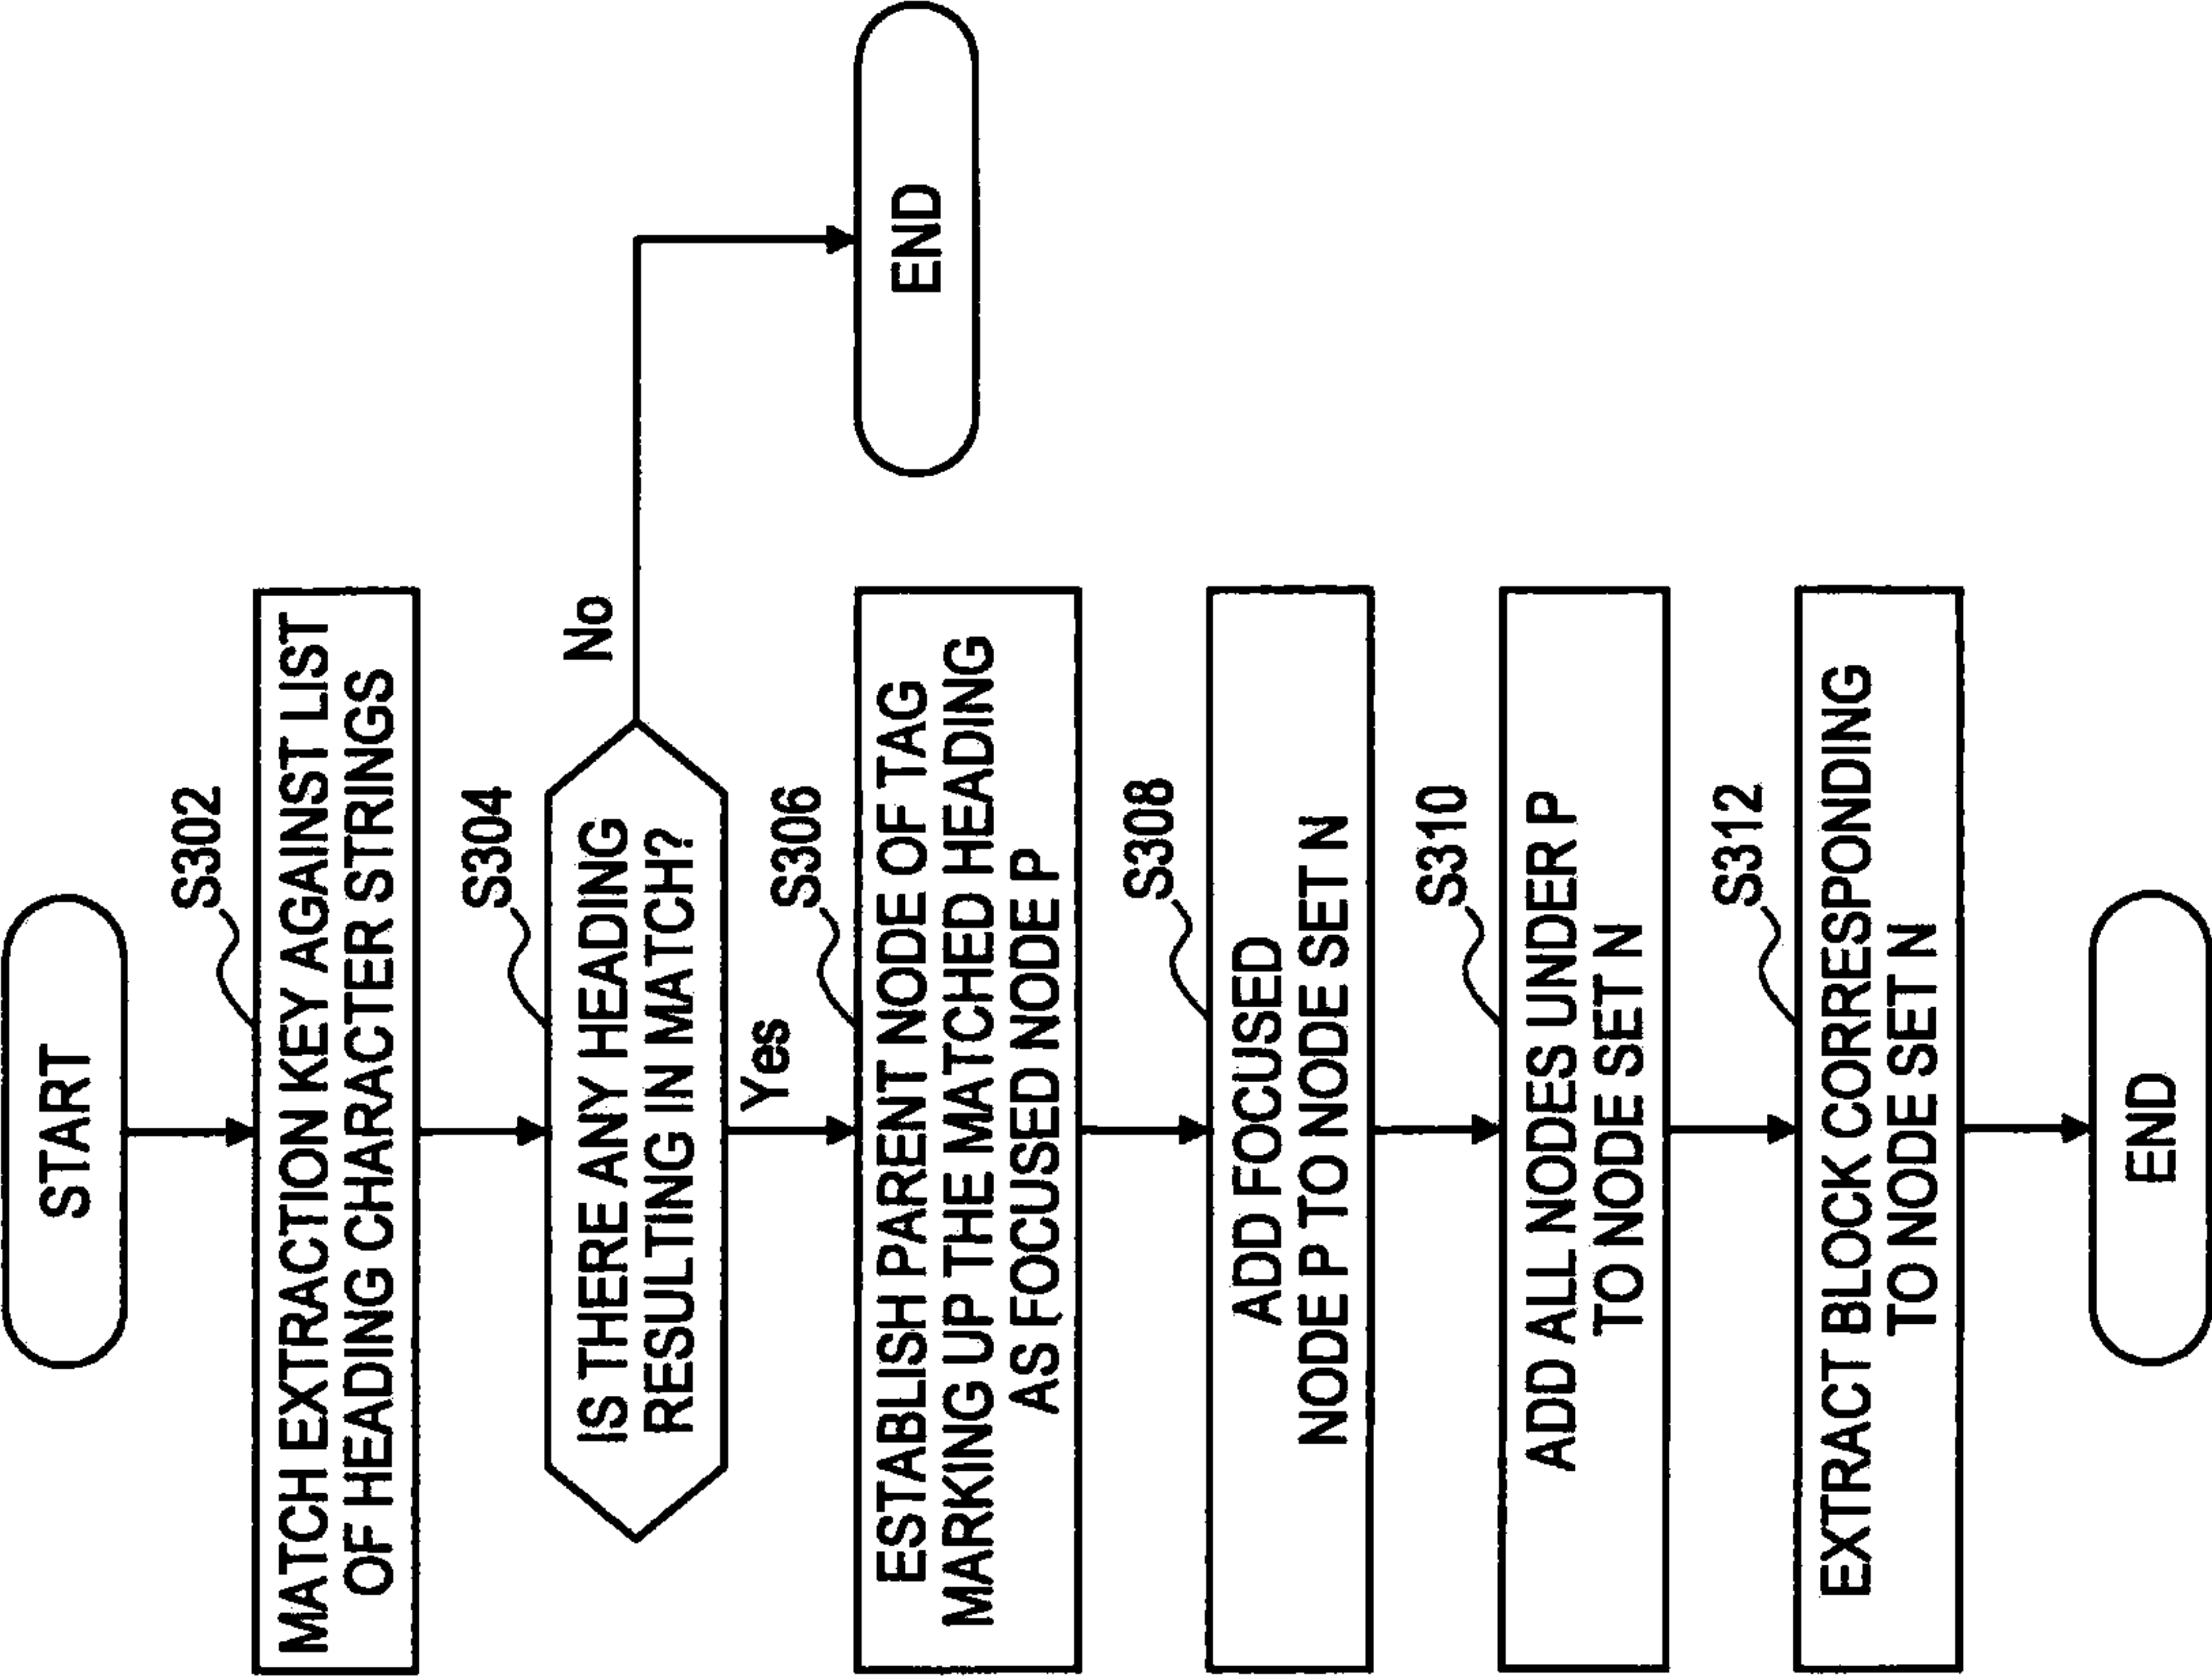 START
S302
MATCH EXTRACTION KEY AGAINST LIST
OF HEADING CHARACTER STRINGS
S304
IS THERE ANY HEADING
RESULTING IN MATCH?
No
END
Yes
S306
ESTABLISH PARENT NODE OF TAG
MARKING UP THE MATCHED HEADING
AS FOCUSED NODE P
S308
ADD FOCUSED
NODE P TO NODE SET N
S310
ADD ALL NODES UNDER P
TO NODE SET N
S312
EXTRACT BLOCK CORRESPONDING
TO NODE SET N
END